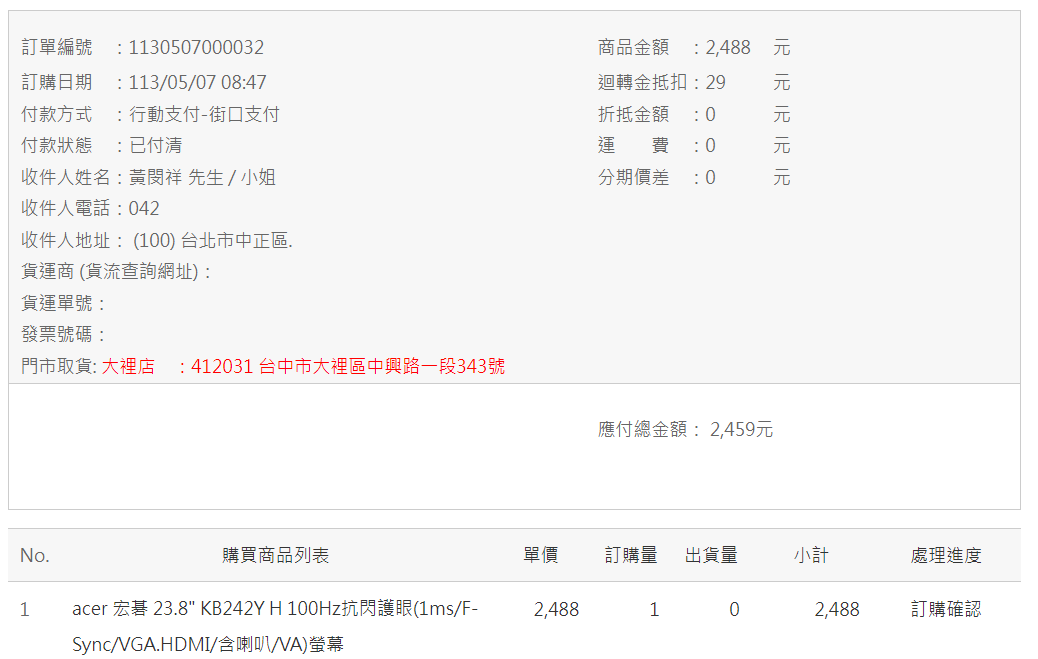 訂單編號 : 1130507000032 商品金額 : 2,488 元
訂購日期 : 113/05/07 08:47 迴轉金抵扣 : 29 元
付款方式 : 行動支付-街口支付 折抵金額 : 0 元
付款狀態 : 已付清 運 費 : 0 元
收件人姓名 : 黃閔祥 先生 / 小姐 分期價差 : 0 元
收件人電話 : 042
收件人地址 : (100) 台北市中正區.
貨運商 (貨流查詢網址) :
貨運單號 :
發票號碼 :
門市取貨: 大裡店 : 412031 台中市大裡區中興路一段343號
應付總金額 : 2,459元
No. 購買商品列表 單價 訂購量 出貨量 小計 處理進度
1 acer 宏碁 23.8" KB242Y H 100Hz抗閃護眼(1ms/F- 2,488 1 0 2,488 訂購確認
Sync/VGA.HDMI/含喇叭/VA)螢幕